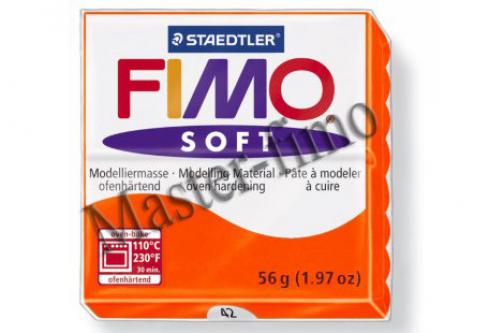 STAEDTLER
FIMO
SOFT
Modelliermasse · Modelling Material · Pâte à modeler
ofenhärtend oven hardening à cuire
Master-fimo
oven-bake
110°C
230°F
30 min.
ofenhärtend
56 g (1.97 oz)
42